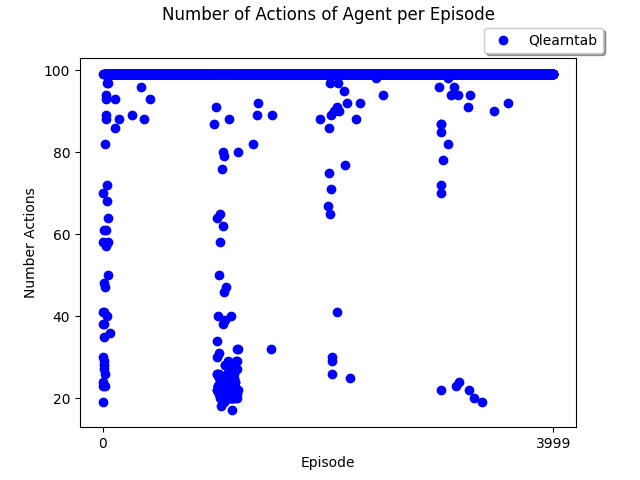 Number of Actions of Agent per Episode
Qlearntab
100
80
60
40
20
Number Actions
0
3999
Episode